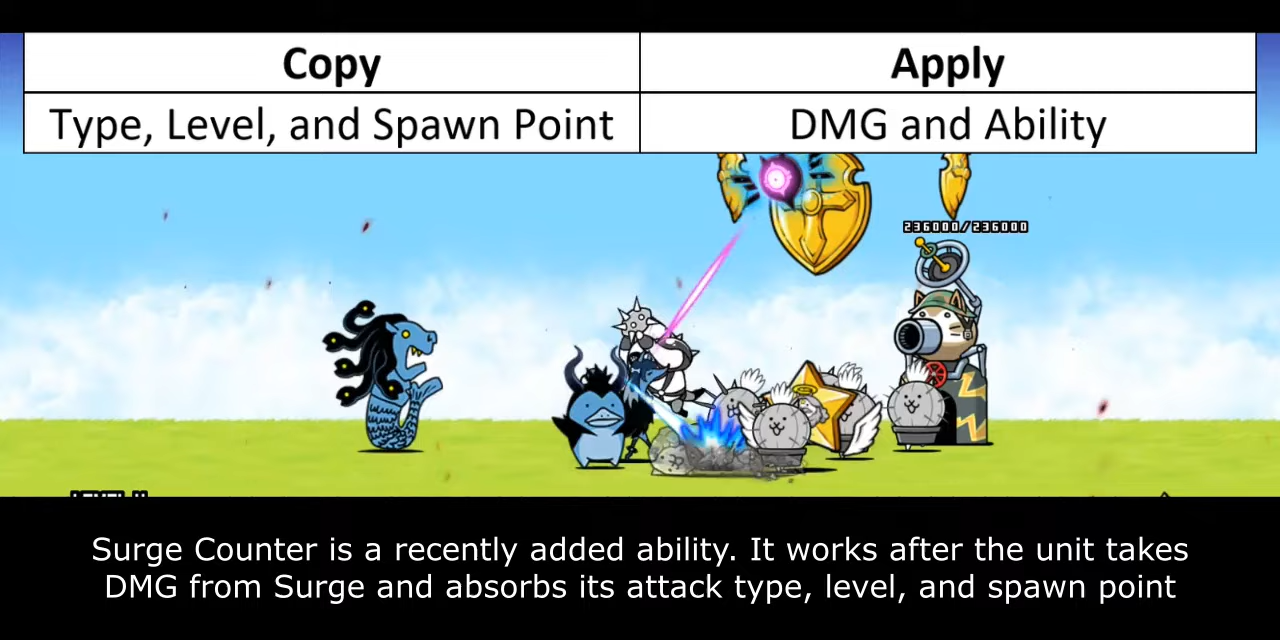 Copy
Apply
Type, Level, and Spawn Point
DMG and Ability
236000/236000
Surge Counter is a recently added ability. It works after the unit takes
DMG from Surge and absorbs its attack type, level, and spawn point